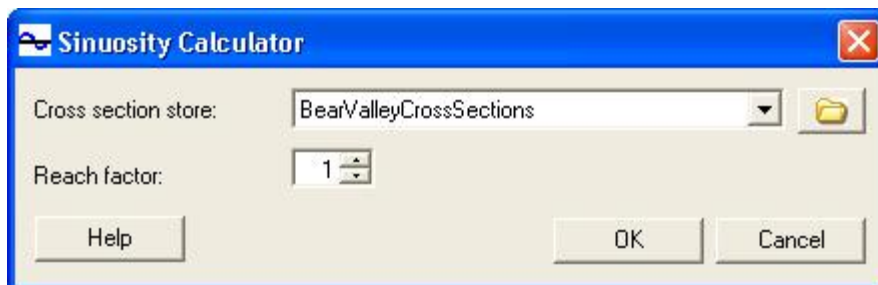 Sinuosity Calculator
Cross section store: BearValleyCrossSections
Reach factor: 1
Help OK Cancel